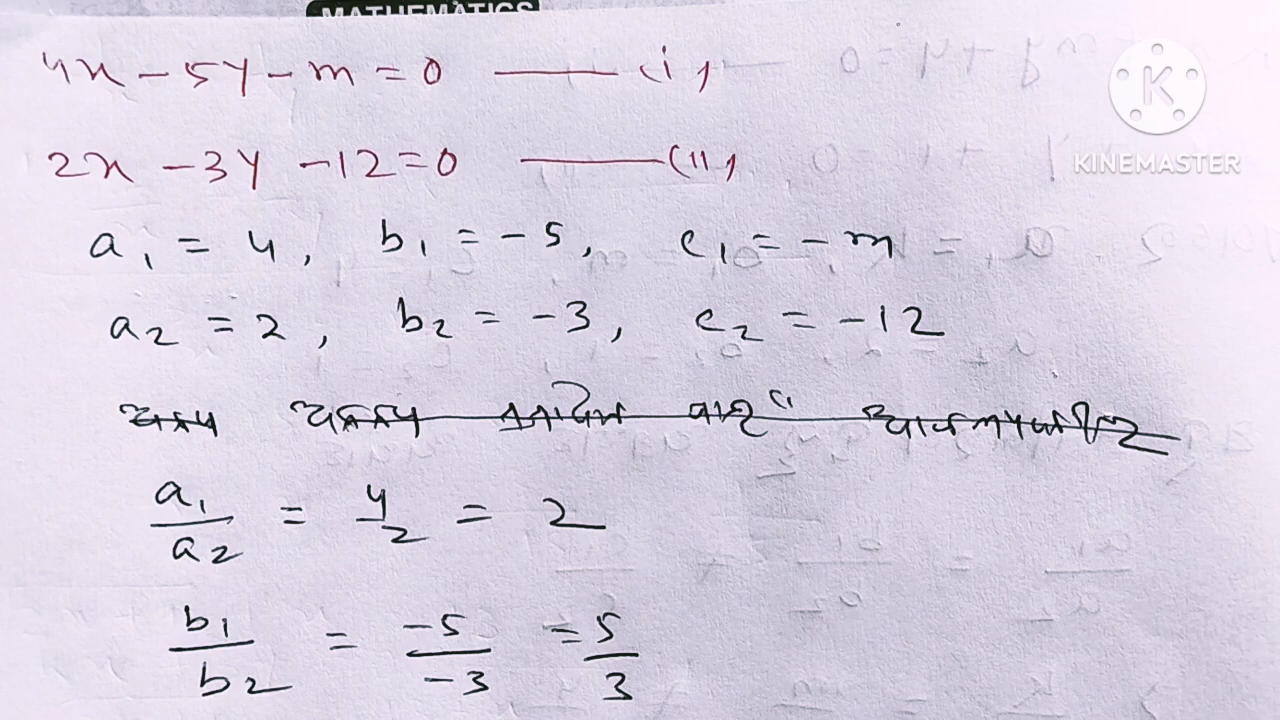 MATHEMATICS
4x - 5y - m = 0 —— (i)
KINEMASTER
2x - 3y - 12 = 0 —— (ii)
a₁ = 4, b₁ = -5, c₁ = -m
a₂ = 2, b₂ = -3, c₂ = -12
a₁/a₂ = 4/2 = 2
b₁/b₂ = -5/-3 = 5/3